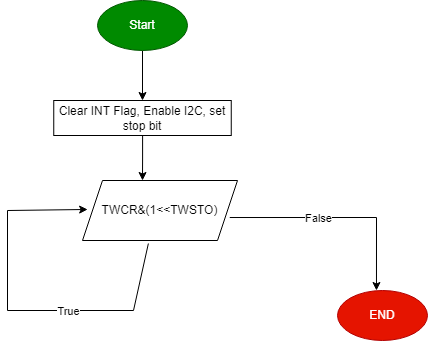 Start
Clear INT Flag, Enable I2C, set
stop bit
TWCR&(1<<TWSTO)
False
True
END